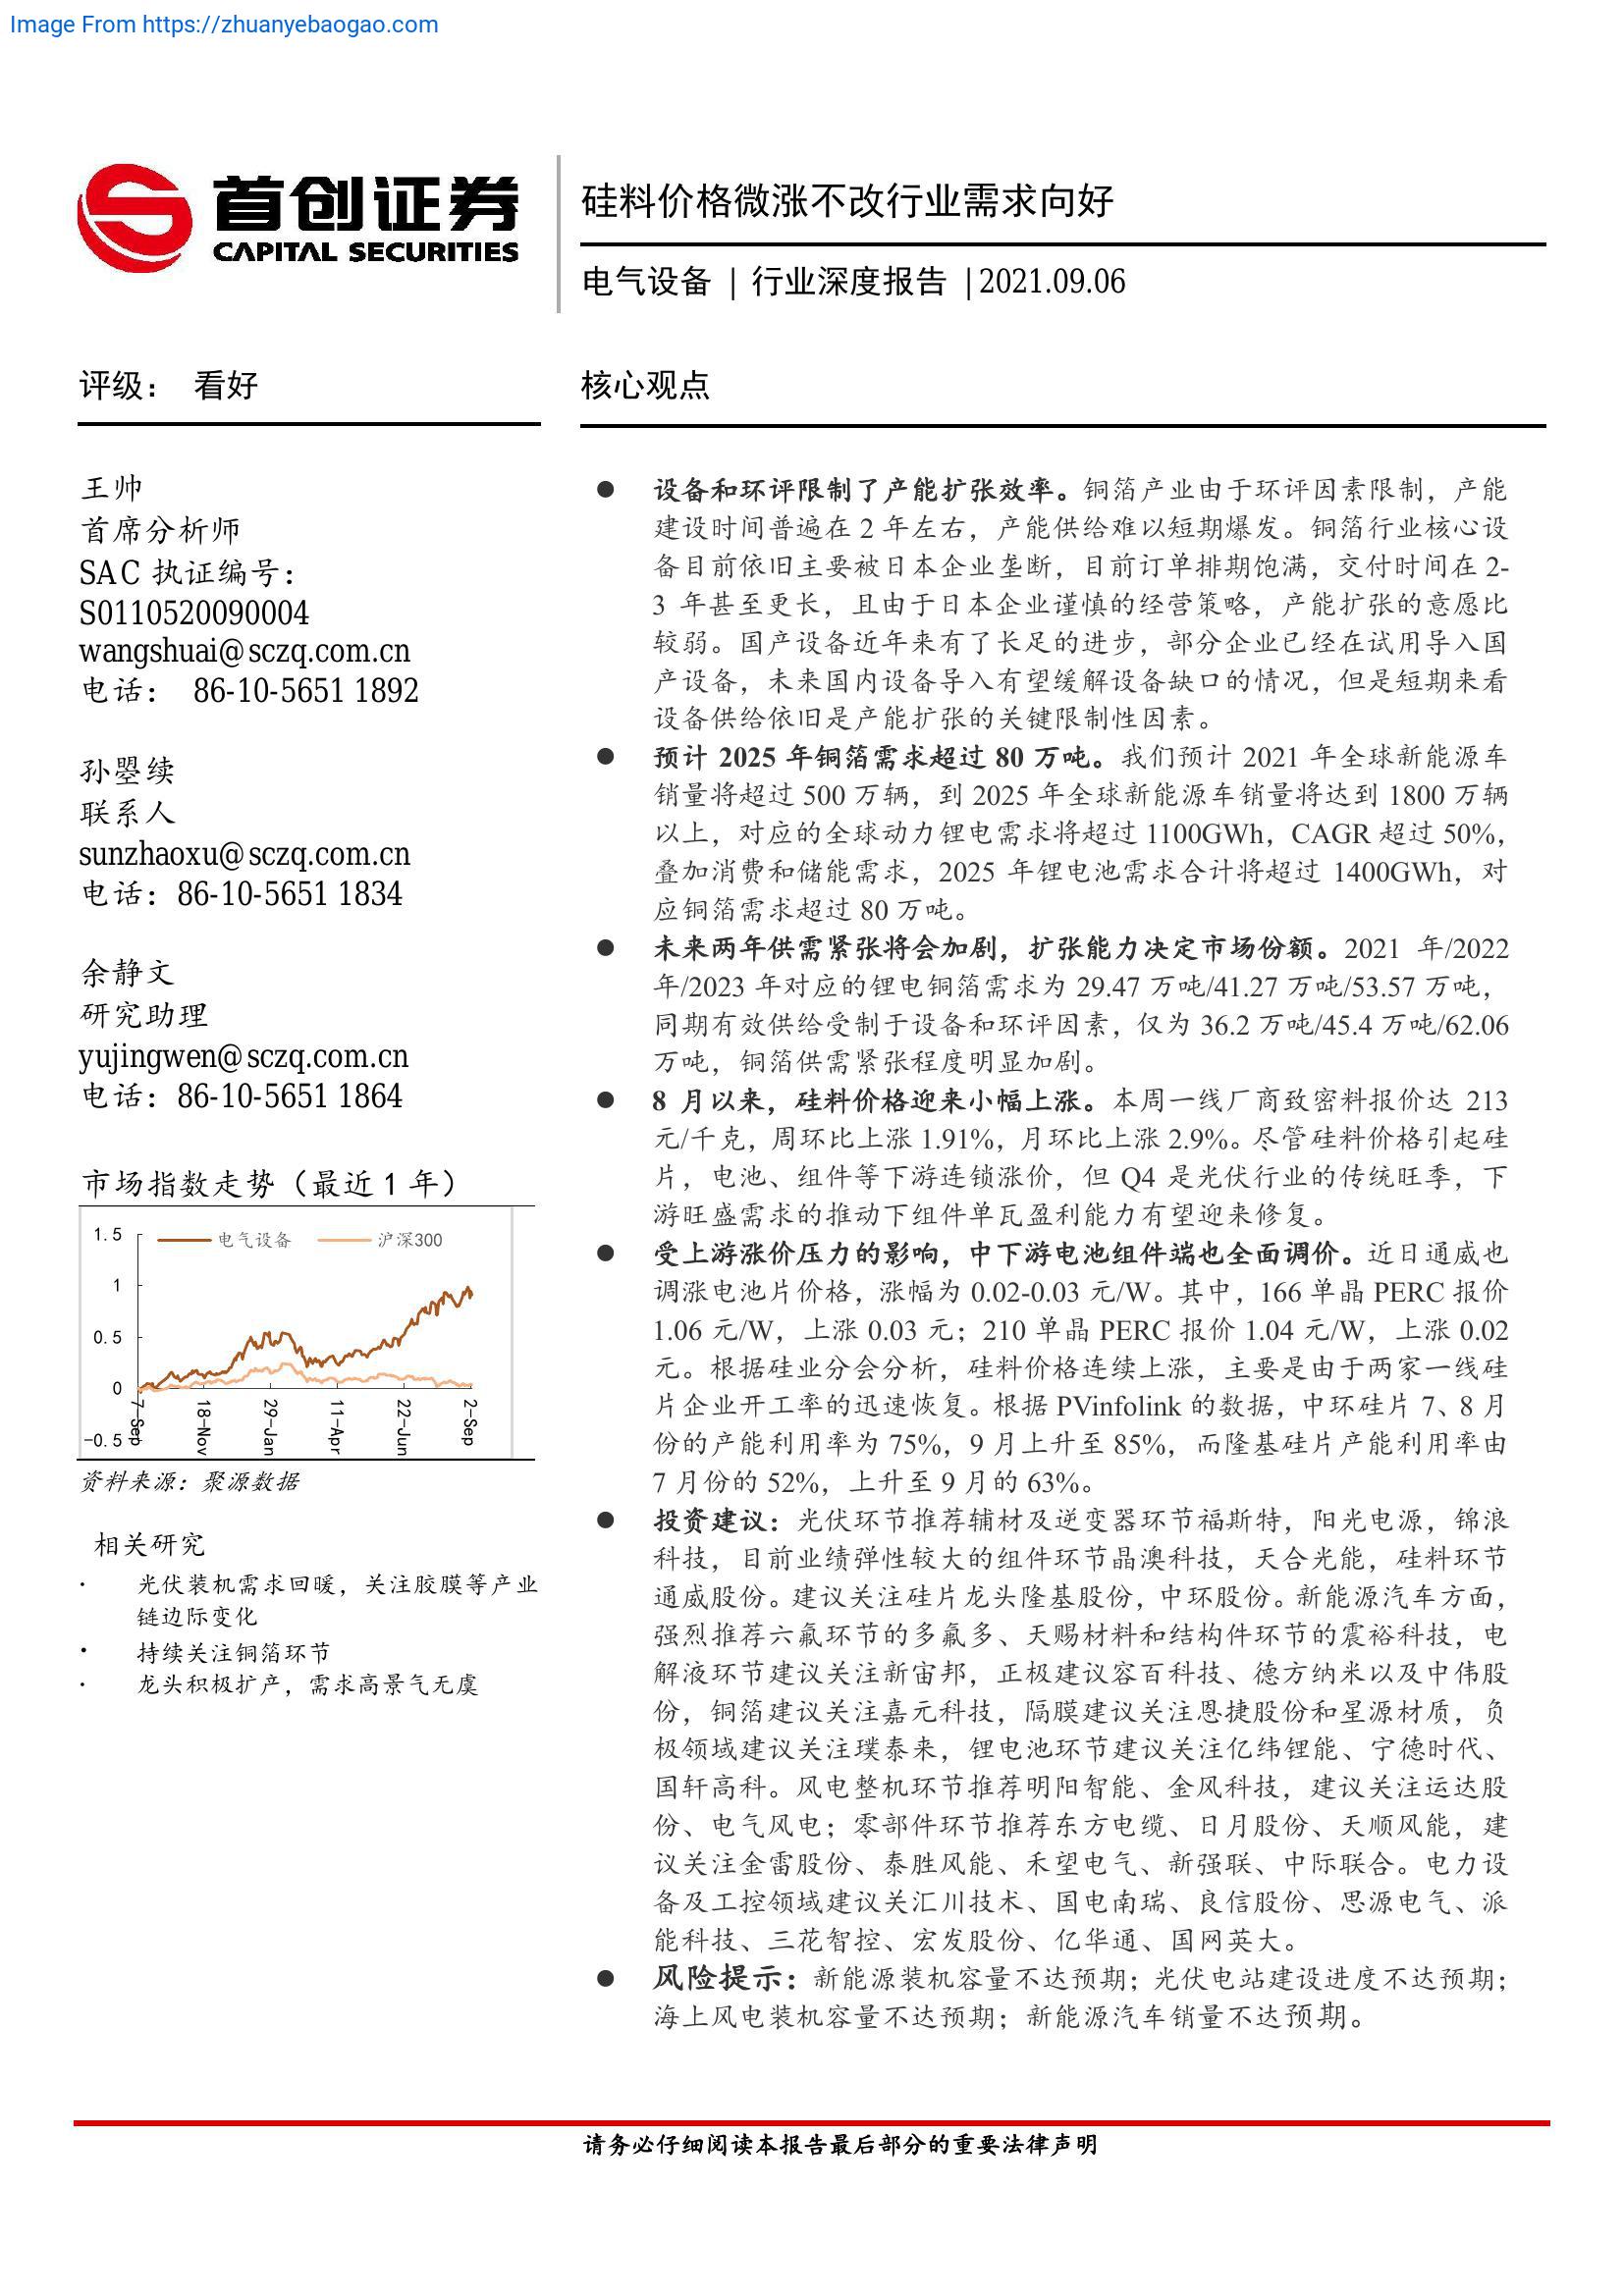 Image From https://zhuanyebaogao.com
首创证券
CAPITAL SECURITIES
硅料价格微涨不改行业需求向好
电气设备 | 行业深度报告 | 2021.09.06
评级： 看好
王帅
首席分析师
SAC 执证编号：
S0110520090004
wangshuai@sczq.com.cn
电话： 86-10-5651 1892
孙曌续
联系人
sunzhaoxu@sczq.com.cn
电话：86-10-5651 1834
余静文
研究助理
yujingwen@sczq.com.cn
电话：86-10-5651 1864
市场指数走势（最近 1 年）
电气设备 沪深300
1.5
1
0.5
0
-0.5
7-Sep
18-Nov
29-Jan
11-Apr
22-Jun
2-Sep
资料来源：聚源数据
相关研究
· 光伏装机需求回暖，关注胶膜等产业
链边际变化
· 持续关注铜箔环节
· 龙头积极扩产，需求高景气无虞
核心观点
● 设备和环评限制了产能扩张效率。铜箔产业由于环评因素限制，产能
建设时间普遍在 2 年左右，产能供给难以短期爆发。铜箔行业核心设
备目前依旧主要被日本企业垄断，目前订单排期饱满，交付时间在 2-
3 年甚至更长，且由于日本企业谨慎的经营策略，产能扩张的意愿比
较弱。国产设备近年来有了长足的进步，部分企业已经在试用导入国
产设备，未来国内设备导入有望缓解设备缺口的情况，但是短期来看
设备供给依旧是产能扩张的关键限制性因素。
● 预计 2025 年铜箔需求超过 80 万吨。我们预计 2021 年全球新能源车
销量将超过 500 万辆，到 2025 年全球新能源车销量将达到 1800 万辆
以上，对应的全球动力锂电需求将超过 1100GWh，CAGR 超过 50%，
叠加消费和储能需求，2025 年锂电池需求合计将超过 1400GWh，对
应铜箔需求超过 80 万吨。
● 未来两年供需紧张将会加剧，扩张能力决定市场份额。2021 年/2022
年/2023 年对应的锂电铜箔需求为 29.47 万吨/41.27 万吨/53.57 万吨，
同期有效供给受制于设备和环评因素，仅为 36.2 万吨/45.4 万吨/62.06
万吨，铜箔供需紧张程度明显加剧。
● 8 月以来，硅料价格迎来小幅上涨。本周一线厂商致密料报价达 213
元/千克，周环比上涨 1.91%，月环比上涨 2.9%。尽管硅料价格引起硅
片，电池、组件等下游连锁涨价，但 Q4 是光伏行业的传统旺季，下
游旺盛需求的推动下组件单瓦盈利能力有望迎来修复。
● 受上游涨价压力的影响，中下游电池组件端也全面调价。近日通威也
调涨电池片价格，涨幅为 0.02-0.03 元/W。其中，166 单晶 PERC 报价
1.06 元/W，上涨 0.03 元；210 单晶 PERC 报价 1.04 元/W，上涨 0.02
元。根据硅业分会分析，硅料价格连续上涨，主要是由于两家一线硅
片企业开工率的迅速恢复。根据 PVinfolink 的数据，中环硅片 7、8 月
份的产能利用率为 75%，9 月上升至 85%，而隆基硅片产能利用率由
7 月份的 52%，上升至 9 月的 63%。
● 投资建议：光伏环节推荐辅材及逆变器环节福斯特，阳光电源，锦浪
科技，目前业绩弹性较大的组件环节晶澳科技，天合光能，硅料环节
通威股份。建议关注硅片龙头隆基股份，中环股份。新能源汽车方面，
强烈推荐六氟环节的多氟多、天赐材料和结构件环节的震裕科技，电
解液环节建议关注新宙邦，正极建议容百科技、德方纳米以及中伟股
份，铜箔建议关注嘉元科技，隔膜建议关注恩捷股份和星源材质，负
极领域建议关注璞泰来，锂电池环节建议关注亿纬锂能、宁德时代、
国轩高科。风电整机环节推荐明阳智能、金风科技，建议关注运达股
份、电气风电；零部件环节推荐东方电缆、日月股份、天顺风能，建
议关注金雷股份、泰胜风能、禾望电气、新强联、中际联合。电力设
备及工控领域建议关汇川技术、国电南瑞、良信股份、思源电气、派
能科技、三花智控、宏发股份、亿华通、国网英大。
● 风险提示：新能源装机容量不达预期；光伏电站建设进度不达预期；
海上风电装机容量不达预期；新能源汽车销量不达预期。
请务必仔细阅读本报告最后部分的重要法律声明